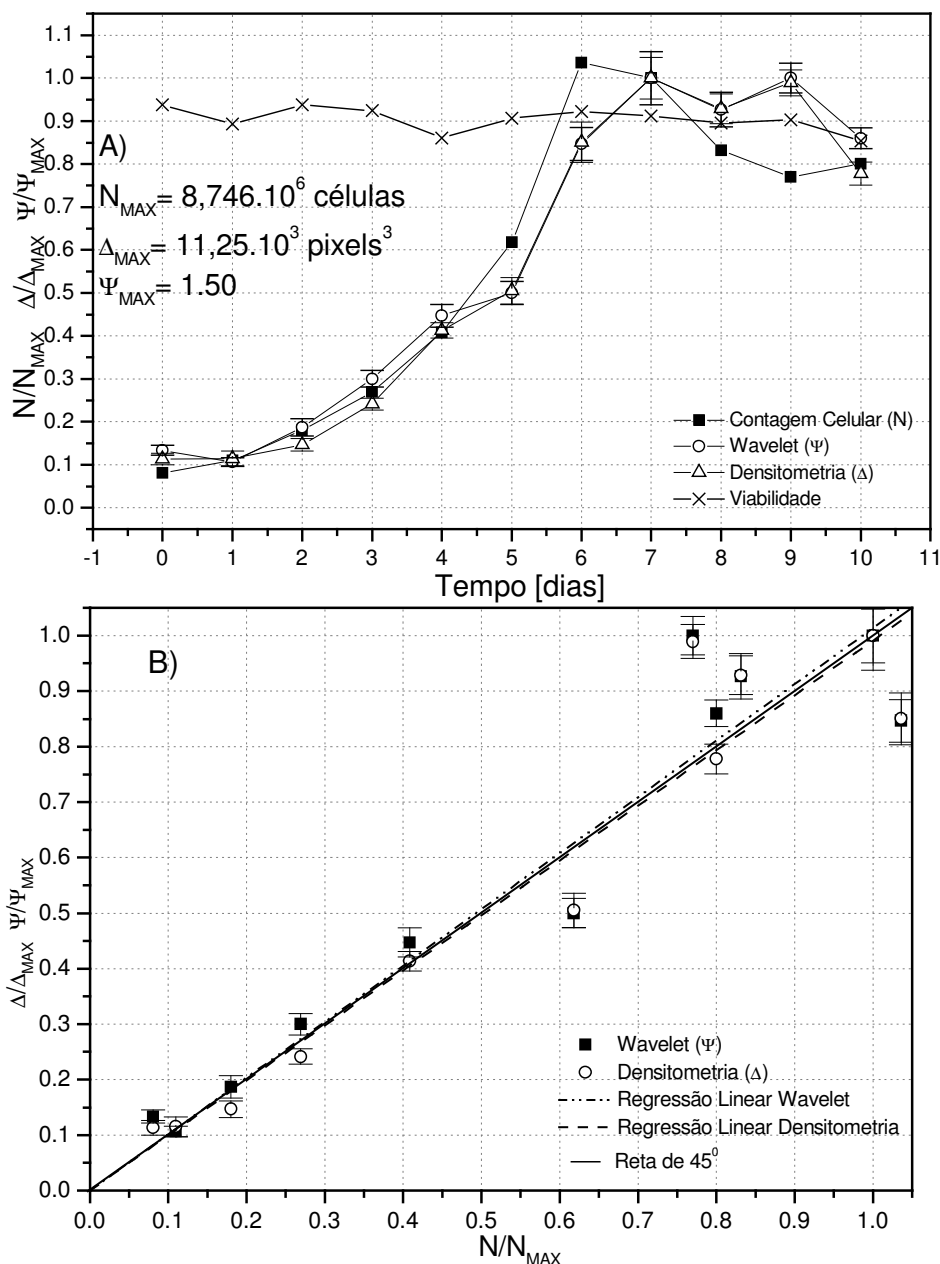 1.1
1.0
0.9
0.8
0.7
0.6
0.5
0.4
0.3
0.2
0.1
0.0
N/N_MAX Δ/Δ_MAX Ψ/Ψ_MAX
A)
N_MAX= 8,746.10^6 células
Δ_MAX= 11,25.10^3 pixels^3
Ψ_MAX= 1.50
Contagem Celular (N)
Wavelet (Ψ)
Densitometria (Δ)
Viabilidade
-1 0 1 2 3 4 5 6 7 8 9 10 11
Tempo [dias]
B)
1.0
0.9
0.8
0.7
0.6
0.5
0.4
0.3
0.2
0.1
0.0
Δ/Δ_MAX Ψ/Ψ_MAX
Wavelet (Ψ)
Densitometria (Δ)
Regressão Linear Wavelet
Regressão Linear Densitometria
Reta de 45^0
0.0 0.1 0.2 0.3 0.4 0.5 0.6 0.7 0.8 0.9 1.0
N/N_MAX